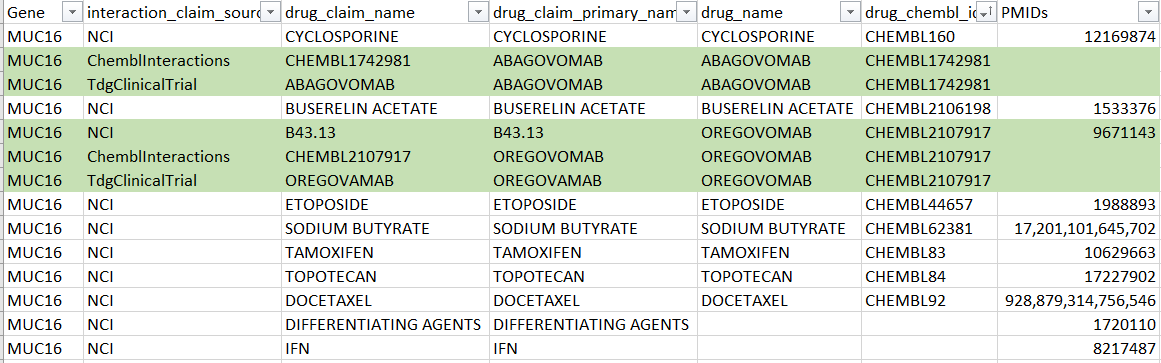 Gene interaction_claim_sourc drug_claim_name drug_claim_primary_nam drug_name drug_chembl_id PMIDs
MUC16 NCI CYCLOSPORINE CYCLOSPORINE CYCLOSPORINE CHEMBL160 12169874
MUC16 ChemblInteractions CHEMBL1742981 ABAGOVOMAB ABAGOVOMAB CHEMBL1742981
MUC16 TdgClinicalTrial ABAGOVOMAB ABAGOVOMAB ABAGOVOMAB CHEMBL1742981
MUC16 NCI BUSERELIN ACETATE BUSERELIN ACETATE BUSERELIN ACETATE CHEMBL2106198 1533376
MUC16 NCI B43.13 B43.13 OREGOVOMAB CHEMBL2107917 9671143
MUC16 ChemblInteractions CHEMBL2107917 OREGOVOMAB OREGOVOMAB CHEMBL2107917
MUC16 TdgClinicalTrial OREGOVAMAB OREGOVAMAB OREGOVOMAB CHEMBL2107917
MUC16 NCI ETOPOSIDE ETOPOSIDE ETOPOSIDE CHEMBL44657 1988893
MUC16 NCI SODIUM BUTYRATE SODIUM BUTYRATE SODIUM BUTYRATE CHEMBL62381 17,201,101,645,702
MUC16 NCI TAMOXIFEN TAMOXIFEN TAMOXIFEN CHEMBL83 10629663
MUC16 NCI TOPOTECAN TOPOTECAN TOPOTECAN CHEMBL84 17227902
MUC16 NCI DOCETAXEL DOCETAXEL DOCETAXEL CHEMBL92 928,879,314,756,546
MUC16 NCI DIFFERENTIATING AGENTS DIFFERENTIATING AGENTS 1720110
MUC16 NCI IFN IFN 8217487